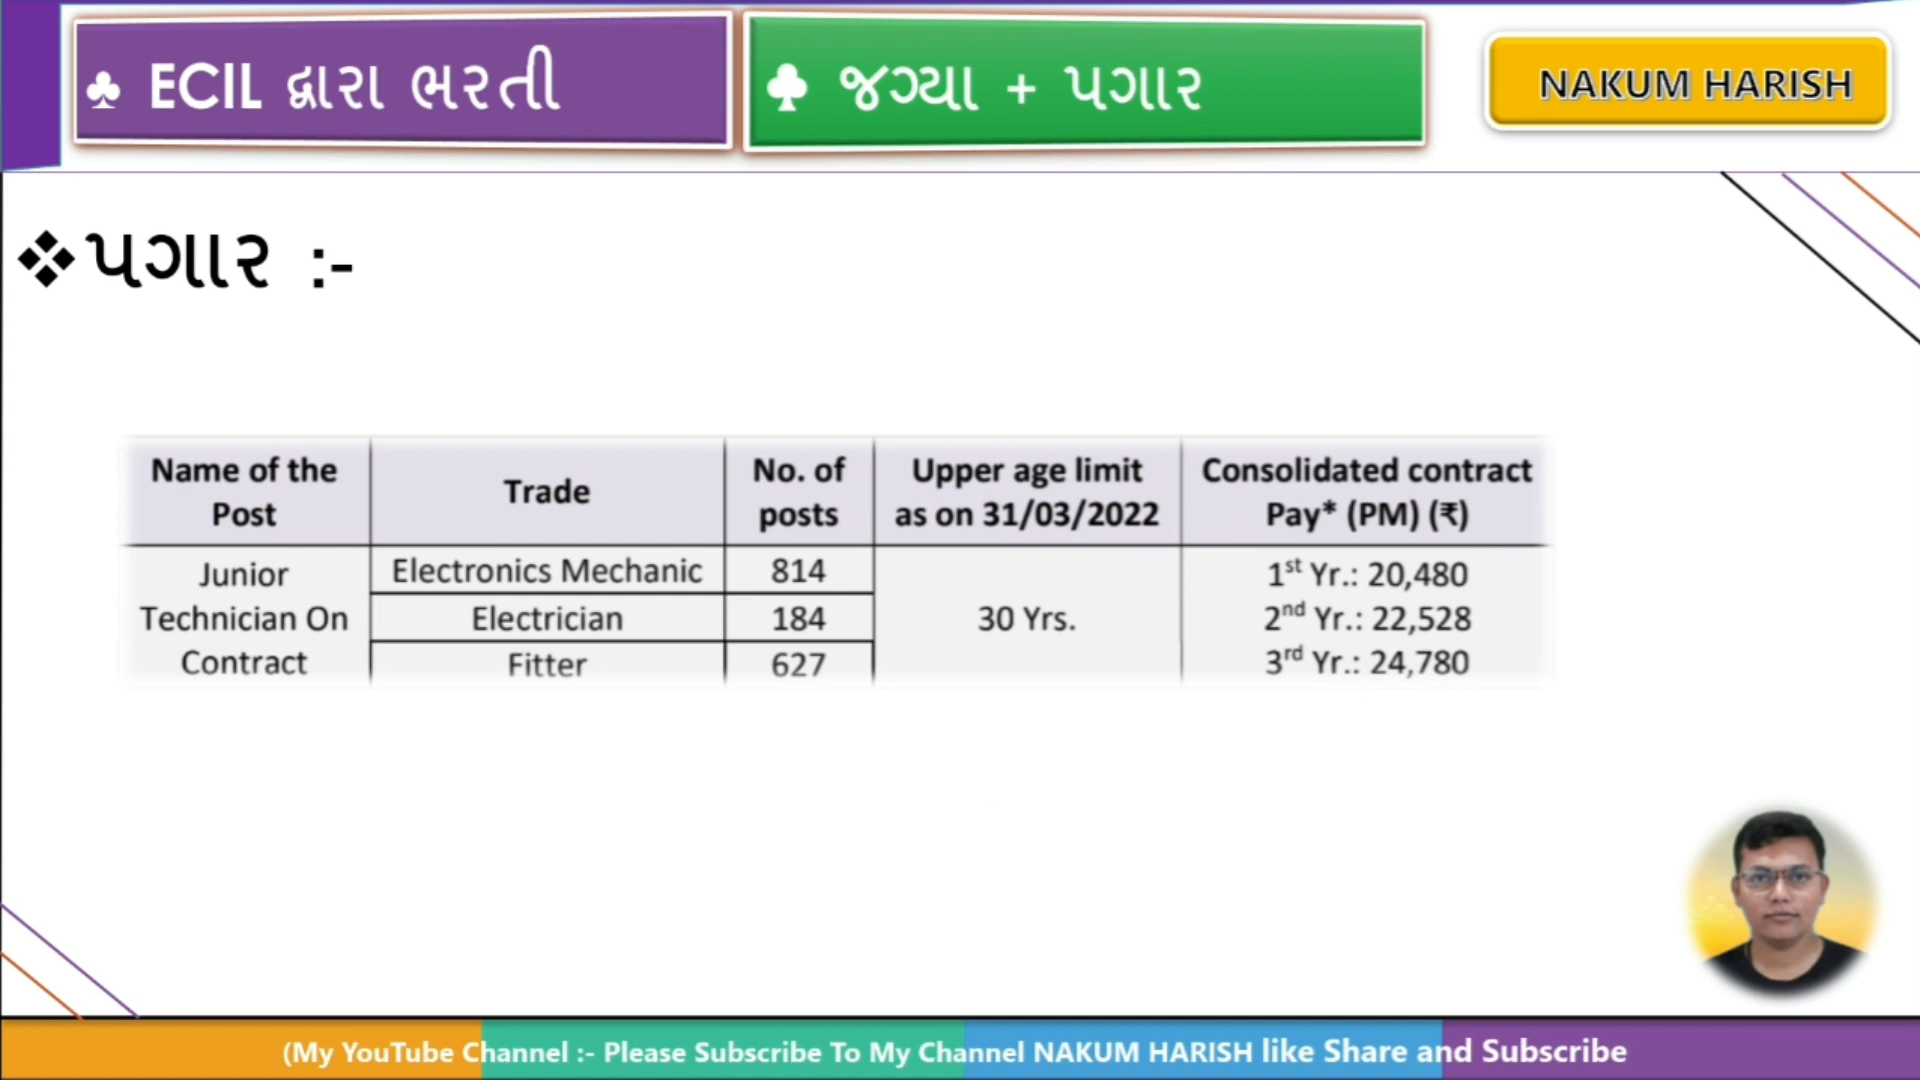 ♣ ECIL દ્વારા ભરતી
♣ જગ્યા + પગાર
NAKUM HARISH
❖પગાર :-
Name of the Post
Trade
No. of posts
Upper age limit as on 31/03/2022
Consolidated contract Pay* (PM) (₹)
Junior Technician On Contract
Electronics Mechanic 814
Electrician 184
Fitter 627
30 Yrs.
1st Yr.: 20,480
2nd Yr.: 22,528
3rd Yr.: 24,780
(My YouTube Channel :- Please Subscribe To My Channel NAKUM HARISH like Share and Subscribe